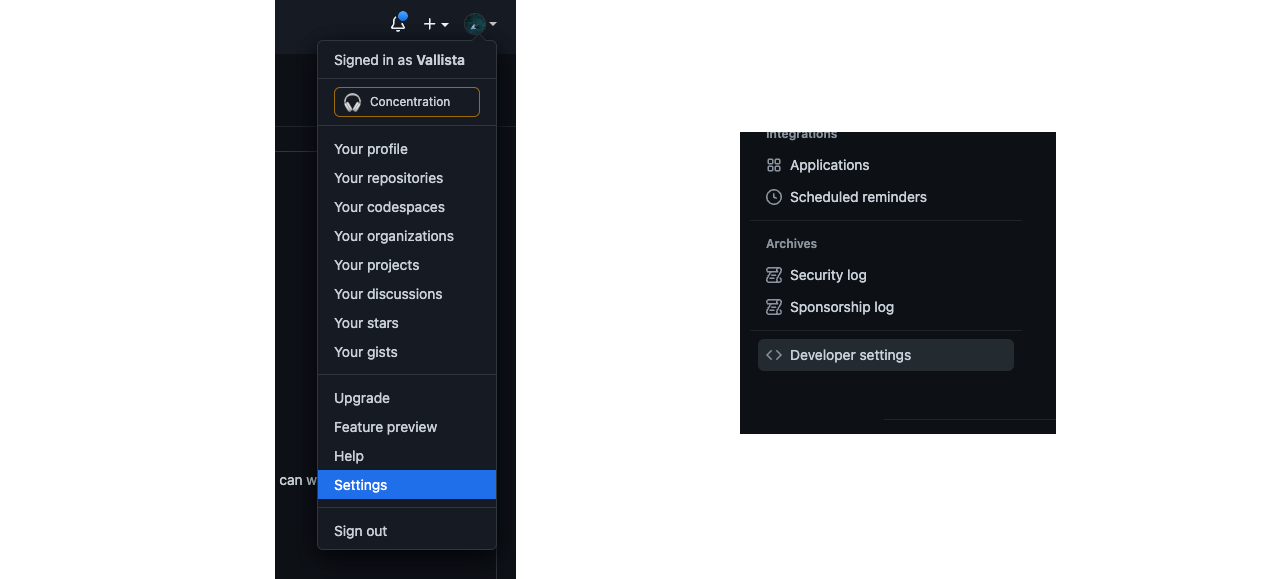 Signed in as Vallista
Concentration
Your profile
Your repositories
Your codespaces
Your organizations
Your projects
Your discussions
Your stars
Your gists
Upgrade
Feature preview
Help
can w
Settings
Sign out
Integrations
Applications
Scheduled reminders
Archives
Security log
Sponsorship log
Developer settings